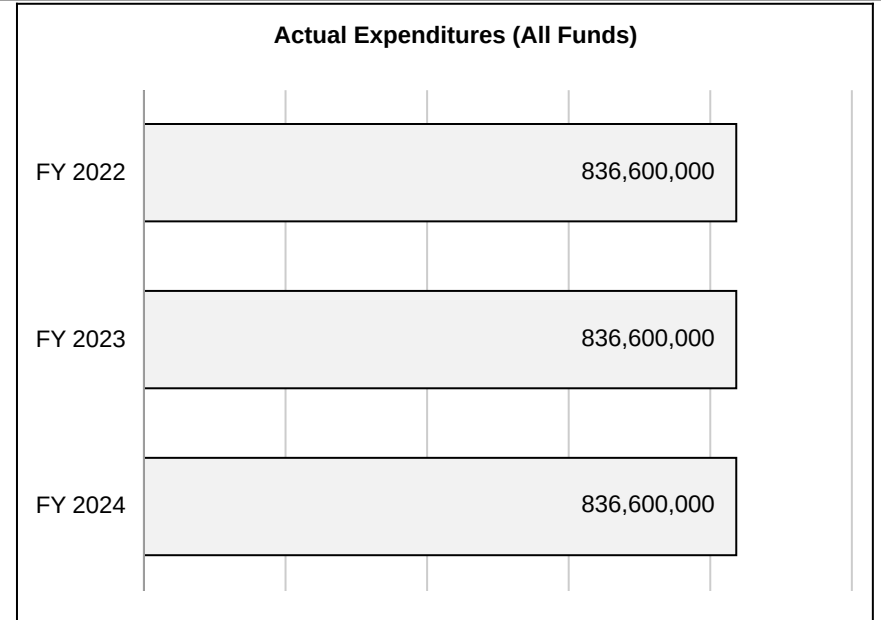 Actual Expenditures (All Funds)
FY 2022 836,600,000
FY 2023 836,600,000
FY 2024 836,600,000